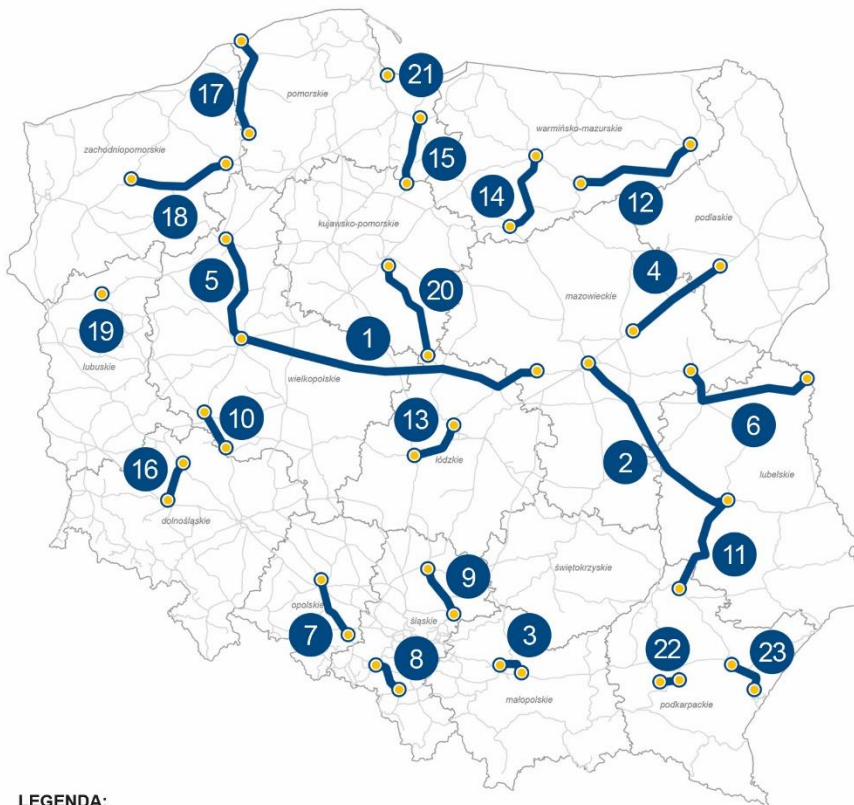 21
17
pomorskie
warmińsko-mazurskie
zachodniopomorskie
15
14
12
18
kujawsko-pomorskie
podlaskie
5
4
20
mazowieckie
19
1
lubuskie
wielkopolskie
10
13
6
16
łódzkie
2
lubelskie
dolnośląskie
11
świętokrzyskie
9
opolskie
śląskie
7
3
8
22
23
małopolskie
podkarpackie
LEGENDA: